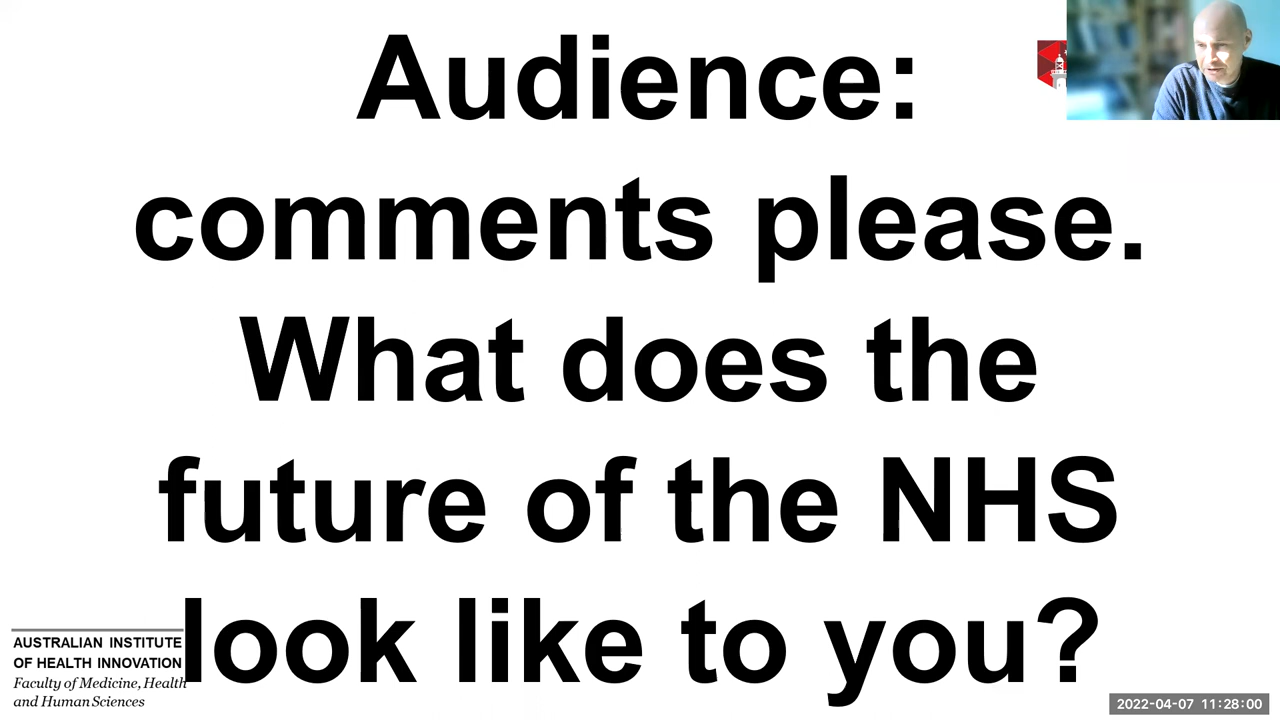 Audience:
comments please.
What does the
future of the NHS
look like to you?
AUSTRALIAN INSTITUTE
OF HEALTH INNOVATION
Faculty of Medicine, Health
and Human Sciences
2022-04-07 11:28:00